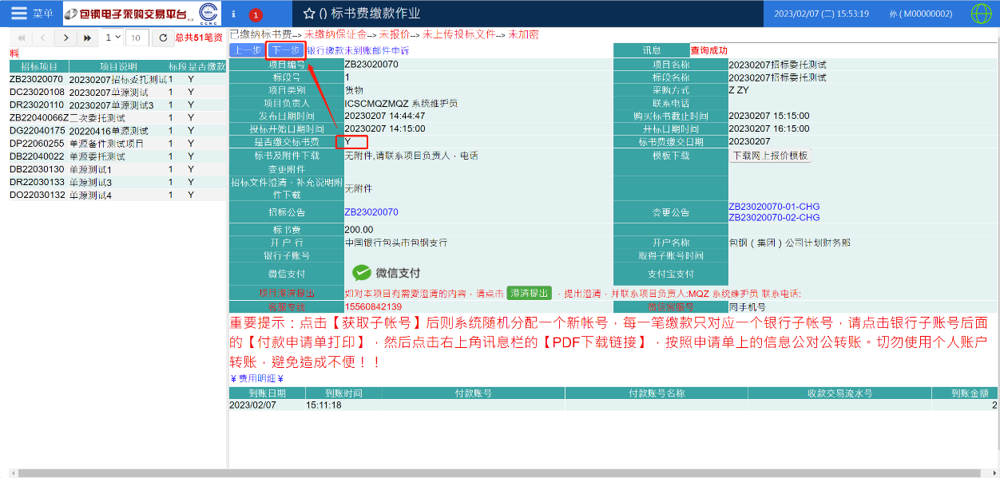 菜单 包钢电子采购交易平台 i 1 ☆ () 标书费缴款作业 2023/02/07 (二) 15:53:19 孙 ( M00000002)
1 10 总共51笔资料
招标项目 项目说明 标段 是否缴款
ZB23020070 20230207招标委托测试 1 Y
DC23020108 20230207单源测试 1 Y
DR23020110 20230207单源测试3 1 Y
ZB22040066Z 二次委托测试 1 Y
DG22040175 20220416单源测试 1 Y
DP22060255 单源备件测试项目 1 Y
DB22040022 单源委托测试 1 Y
DB22030130 单源测试1 1 Y
DR22030133 单源测试3 1 Y
DO22030132 单源测试4 1 Y
已缴纳标书费--> 未缴纳保证金--> 未报价--> 未上传投标文件--> 未加密
上一步 下一步 银行缴款未到账邮件申诉 讯息 查询成功
项目编号 ZB23020070 项目名称 20230207招标委托测试
标段号 1 标段名称 20230207招标委托测试
项目类别 货物 采购方式 Z ZY
项目负责人 ICSCMQZMQZ 系统维护员 联系电话
发布日期时间 20230207 14:44:47 购买标书截止时间 20230207 15:15:00
投标开始日期时间 20230207 14:15:00 开标日期时间 20230207 16:15:00
是否缴交标书费 Y 标书费缴交日期 20230207
标书及附件下载 无附件,请联系项目负责人，电话 模板下载 下载网上报价模板
变更附件
招标文件澄清、补充说明附件下载 无附件
招标公告 ZB23020070 变更公告 ZB23020070-01-CHG
ZB23020070-02-CHG
标书费 200.00
开 户 行 中国银行包头市包钢支行 开户名称 包钢（集团）公司计划财务部
银行子账号 取得子账号时间
微信支付 微信支付 支付宝支付
项目澄清提出 如对本项目有需要澄清的内容，请点击 澄清提出 ，提出澄清，并联系项目负责人:MQZ 系统维护员 联系电话:
客服专线 15560842139 微信客服号 同手机号
重要提示：点击【获取子帐号】后则系统随机分配一个新帐号，每一笔缴款只对应一个银行子帐号，请点击银行子账号后面
的【付款申请单打印】，然后点击右上角讯息栏的【PDF下载链接】，按照申请单上的信息公对公转账。切勿使用个人账户
转账，避免造成不便！！
¥ 费用明细 ¥
到账日期 到账时间 付款账号 付款账号名称 收款交易流水号 到账金额
2023/02/07 15:11:18 2